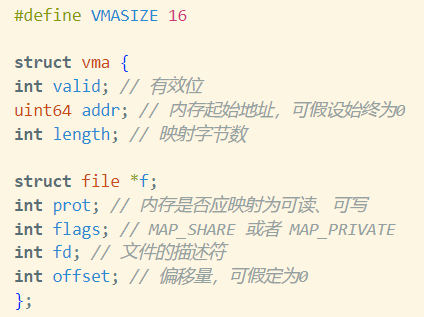 #define VMASIZE 16
struct vma {
int valid; // 有效位
uint64 addr; // 内存起始地址，可假设始终为0
int length; // 映射字节数
struct file *f;
int prot; // 内存是否应映射为可读、可写
int flags; // MAP_SHARE 或者 MAP_PRIVATE
int fd; // 文件的描述符
int offset; // 偏移量，可假定为0
};